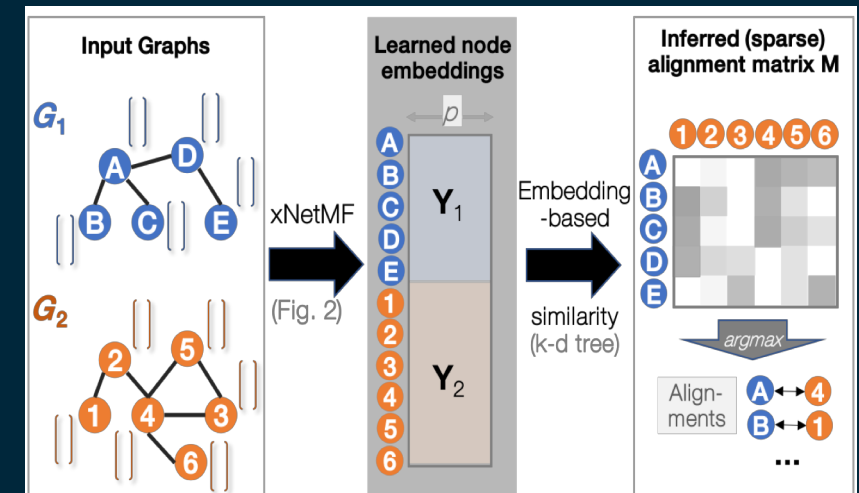 Input Graphs
G1
A
D
B
C
E
G2
2
5
1
4
3
6
xNetMF
(Fig. 2)
Learned node
embeddings
p
A
B
C
D
E
1
2
3
4
5
6
Y1
Y2
Embedding
-based
similarity
(k-d tree)
Inferred (sparse)
alignment matrix M
1 2 3 4 5 6
A
B
C
D
E
argmax
Align-
ments
A 4
B 1
...